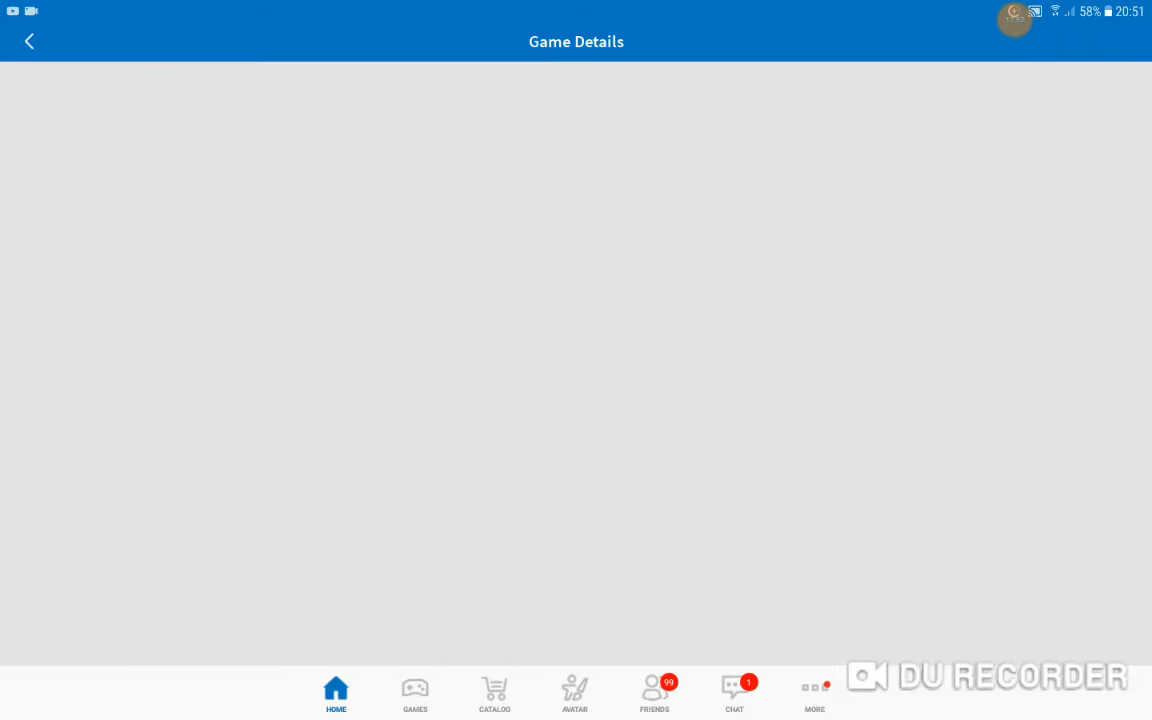 58% 20:51
Game Details
99
1
HOME GAMES CATALOG AVATAR FRIENDS CHAT MORE
DU RECORDER